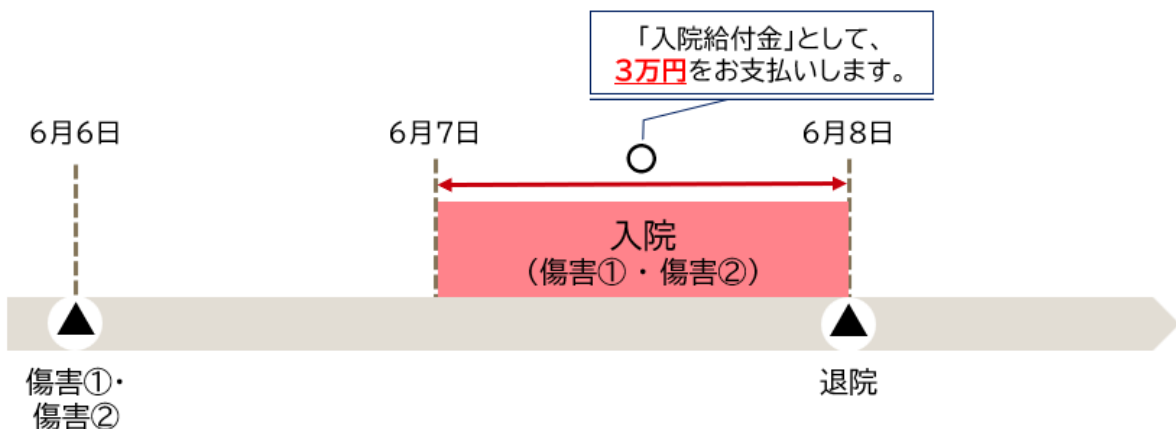 「入院給付金」として、
3万円をお支払いします。
6月6日
6月7日
6月8日
入院
（傷害①・傷害②）
傷害①・
傷害②
退院